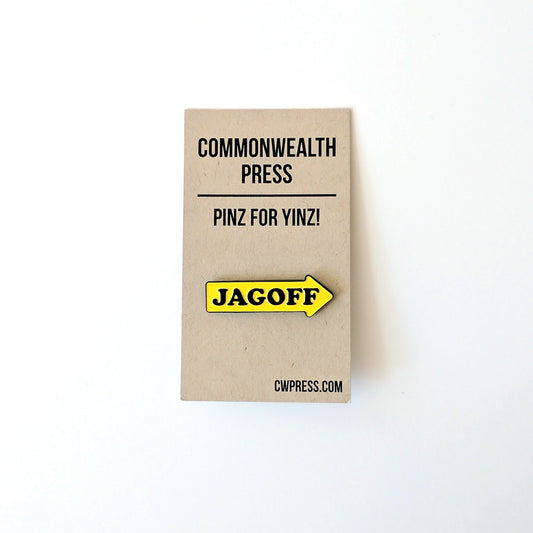 COMMONWEALTH
PRESS
PINZ FOR YINZ!
JAGOFF
CWPRESS.COM